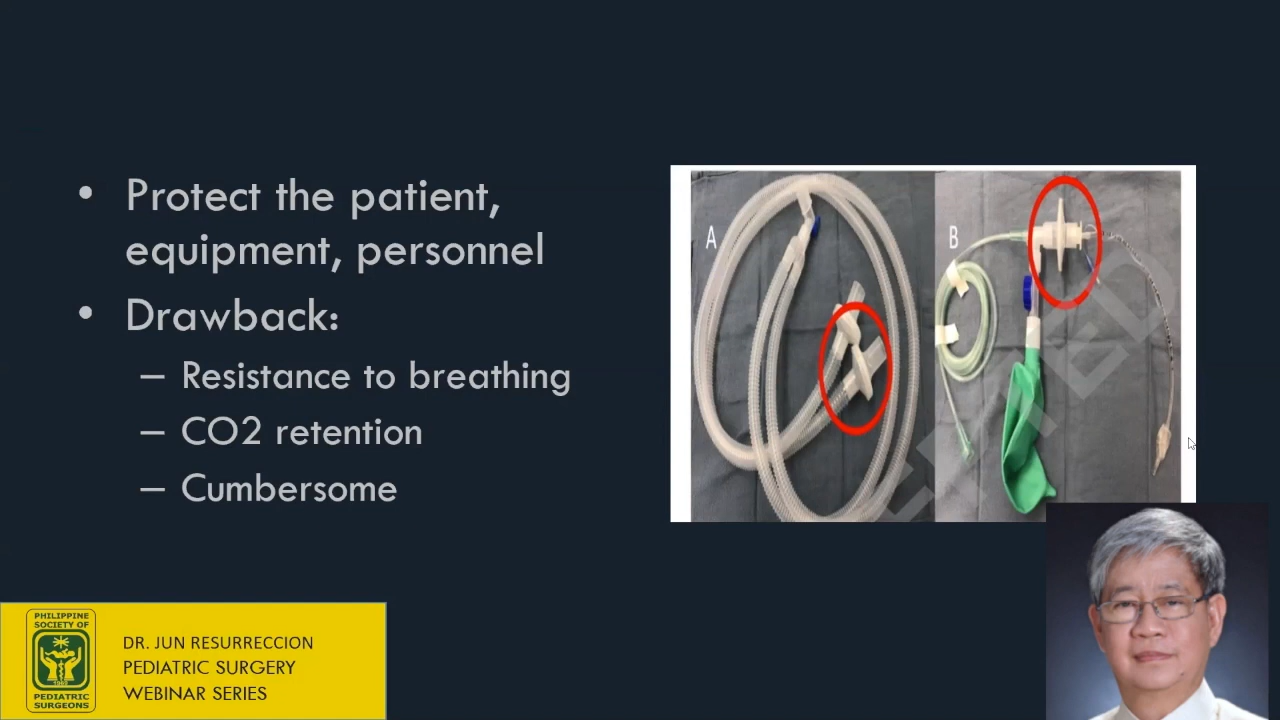 Protect the patient,
equipment, personnel
Drawback:
– Resistance to breathing
– CO2 retention
– Cumbersome
A
B
PHILIPPINE
SOCIETY OF
1965
PEDIATRIC
SURGEONS
DR. JUN RESURRECCION
PEDIATRIC SURGERY
WEBINAR SERIES